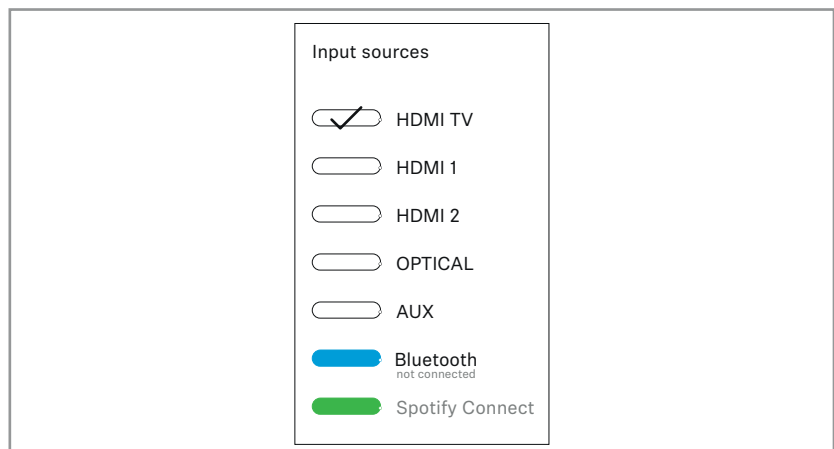 Input sources
HDMI TV
HDMI 1
HDMI 2
OPTICAL
AUX
Bluetooth
not connected
Spotify Connect